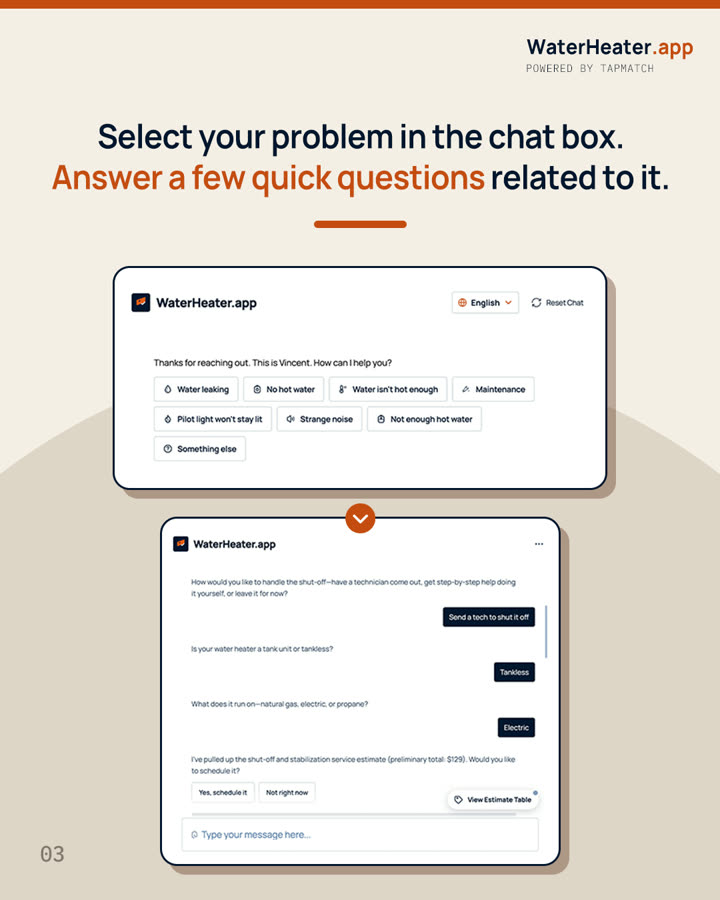 WaterHeater.app
POWERED BY TAPMATCH
Select your problem in the chat box.
Answer a few quick questions related to it.
WaterHeater.app
English
Reset Chat
Thanks for reaching out. This is Vincent. How can I help you?
Water leaking
No hot water
Water isn't hot enough
Maintenance
Pilot light won't stay lit
Strange noise
Not enough hot water
Something else
WaterHeater.app
How would you like to handle the shut-off—have a technician come out, get step-by-step help doing
it yourself, or leave it for now?
Send a tech to shut it off
Is your water heater a tank unit or tankless?
Tankless
What does it run on—natural gas, electric, or propane?
Electric
I've pulled up the shut-off and stabilization service estimate (preliminary total: $129). Would you like
to schedule it?
Yes, schedule it
Not right now
View Estimate Table
Type your message here...
03